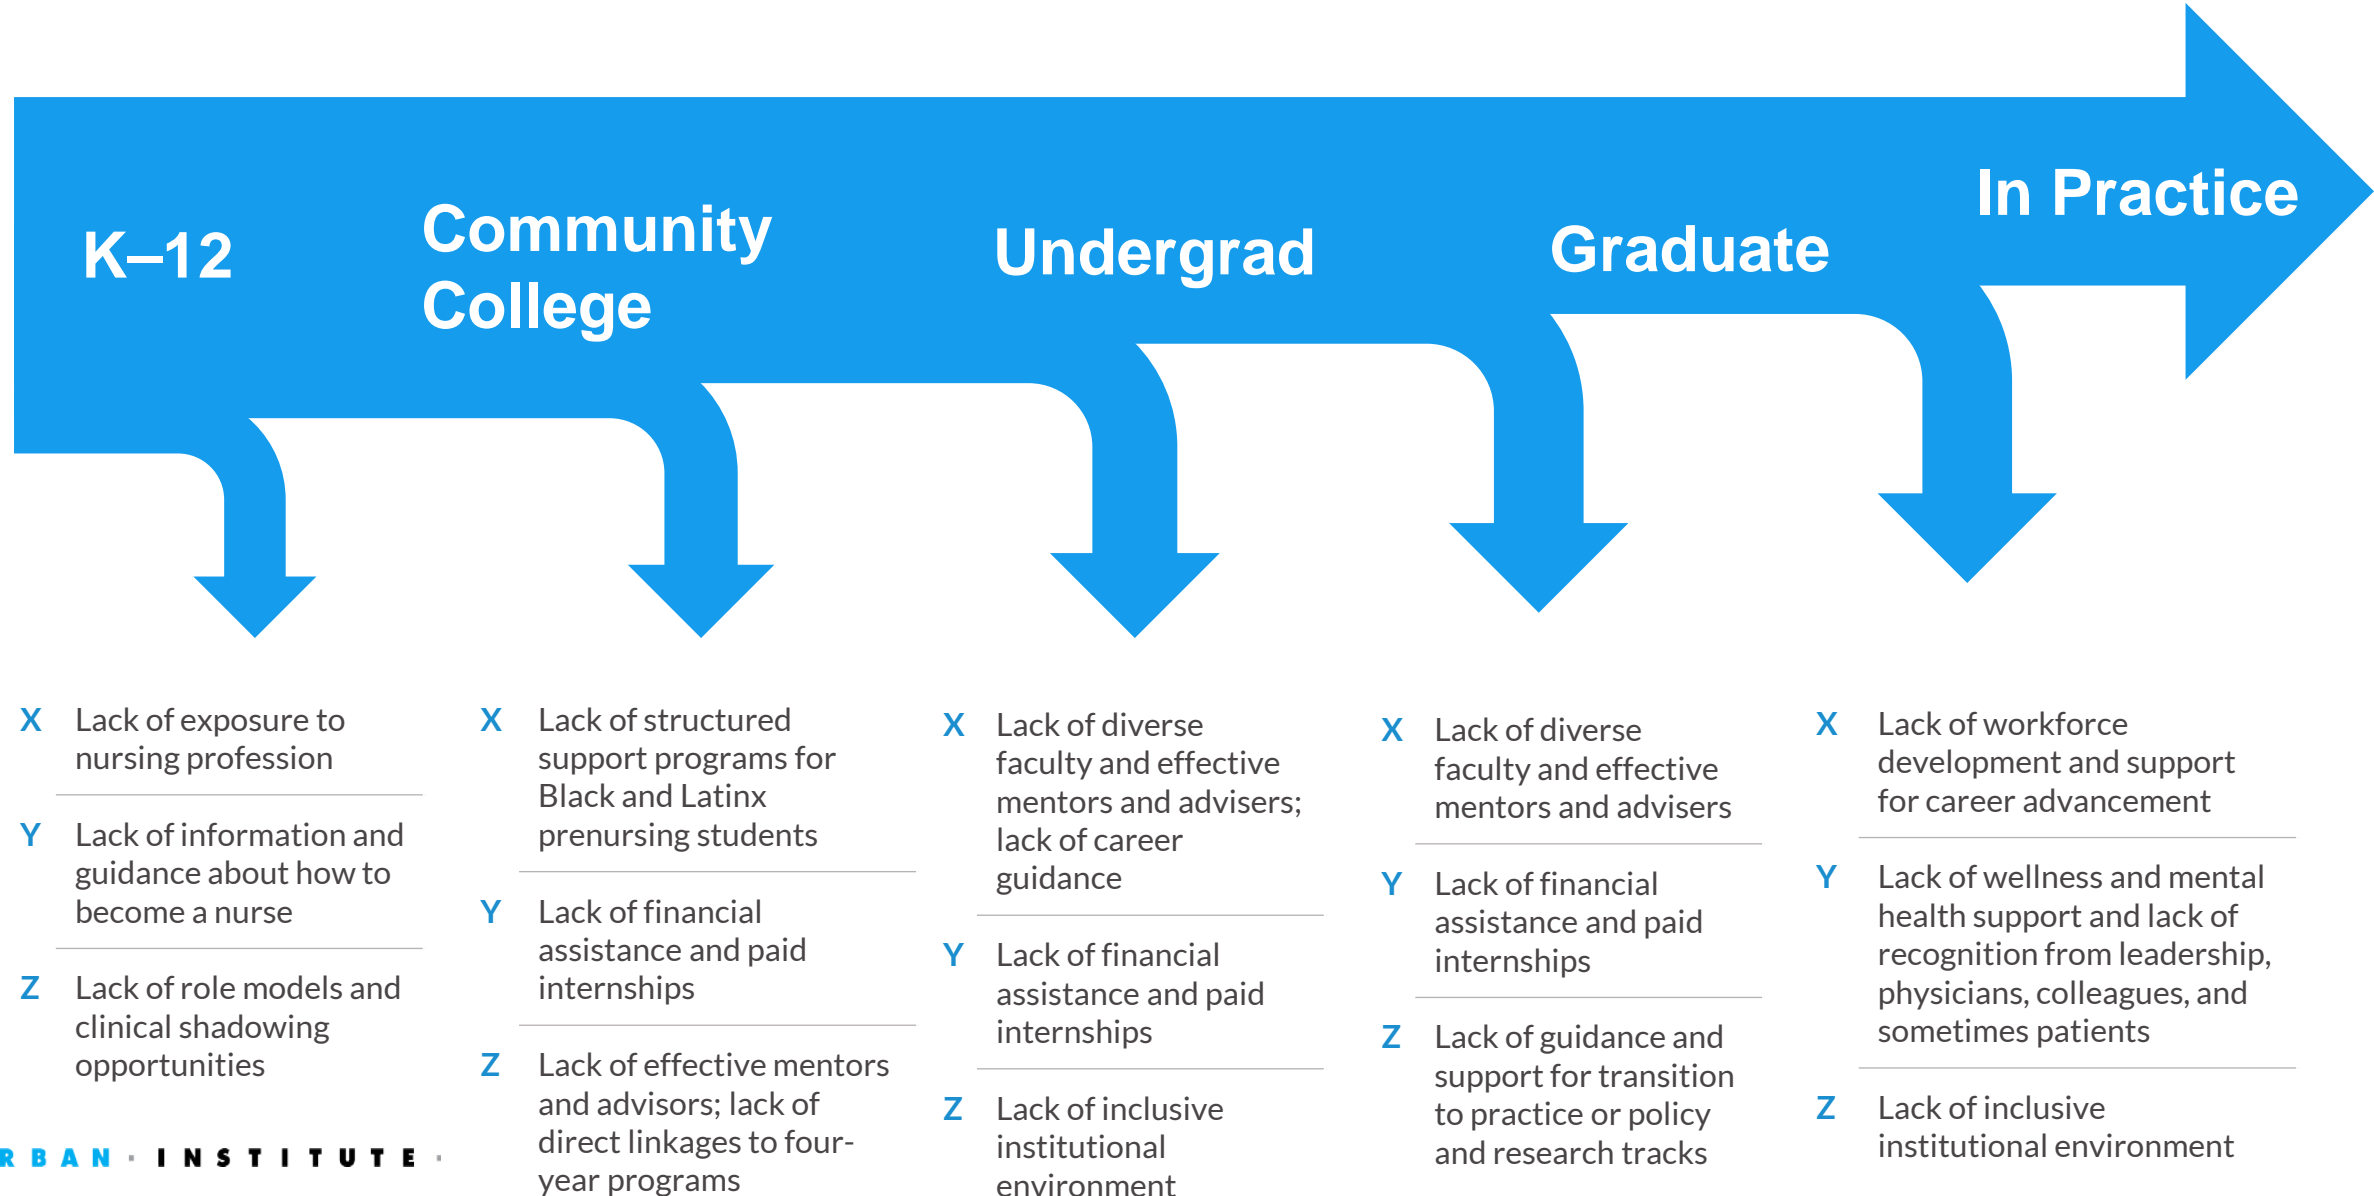 K–12
Community
College
Undergrad
Graduate
In Practice
X Lack of exposure to
nursing profession
Y Lack of information and
guidance about how to
become a nurse
Z Lack of role models and
clinical shadowing
opportunities
X Lack of structured
support programs for
Black and Latinx
prenursing students
Y Lack of financial
assistance and paid
internships
Z Lack of effective mentors
and advisors; lack of
direct linkages to four-
year programs
X Lack of diverse
faculty and effective
mentors and advisers;
lack of career
guidance
Y Lack of financial
assistance and paid
internships
Z Lack of inclusive
institutional
environment
X Lack of diverse
faculty and effective
mentors and advisers
Y Lack of financial
assistance and paid
internships
Z Lack of guidance and
support for transition
to practice or policy
and research tracks
X Lack of workforce
development and support
for career advancement
Y Lack of wellness and mental
health support and lack of
recognition from leadership,
physicians, colleagues, and
sometimes patients
Z Lack of inclusive
institutional environment
RBAN · INSTITUTE ·